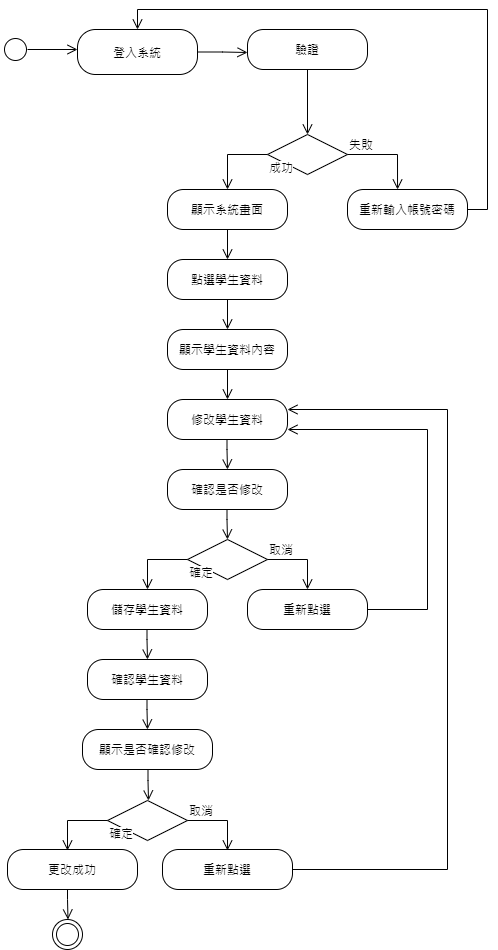 登入系統
驗證
失敗
成功
顯示系統畫面
重新輸入帳號密碼
點選學生資料
顯示學生資料內容
修改學生資料
確認是否修改
取消
確定
儲存學生資料
重新點選
確認學生資料
顯示是否確認修改
取消
確定
更改成功
重新點選